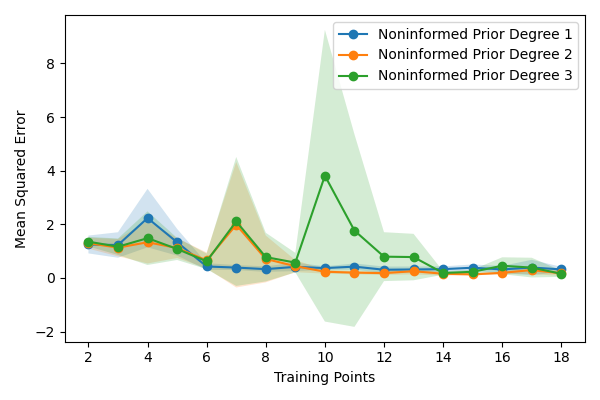 Noninformed Prior Degree 1
Noninformed Prior Degree 2
Noninformed Prior Degree 3
Mean Squared Error
8
6
4
2
0
−2
2 4 6 8 10 12 14 16 18
Training Points